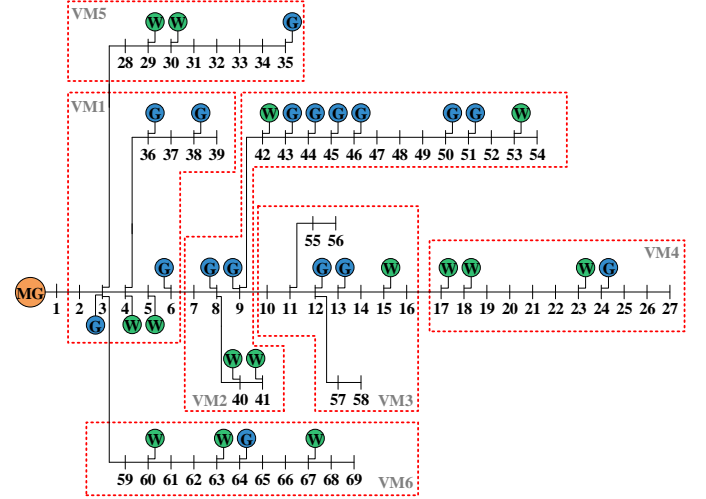 VM5 W W G
28 29 30 31 32 33 34 35
VM1 G G W G G G G G G W
36 37 38 39 42 43 44 45 46 47 48 49 50 51 52 53 54
55 56 VM4
G G G G G W W W W G
MG 1 2 3 4 5 6 7 8 9 10 11 12 13 14 15 16 17 18 19 20 21 22 23 24 25 26 27
G W W
W W
VM2 40 41 57 58 VM3
W W G W
59 60 61 62 63 64 65 66 67 68 69
VM6